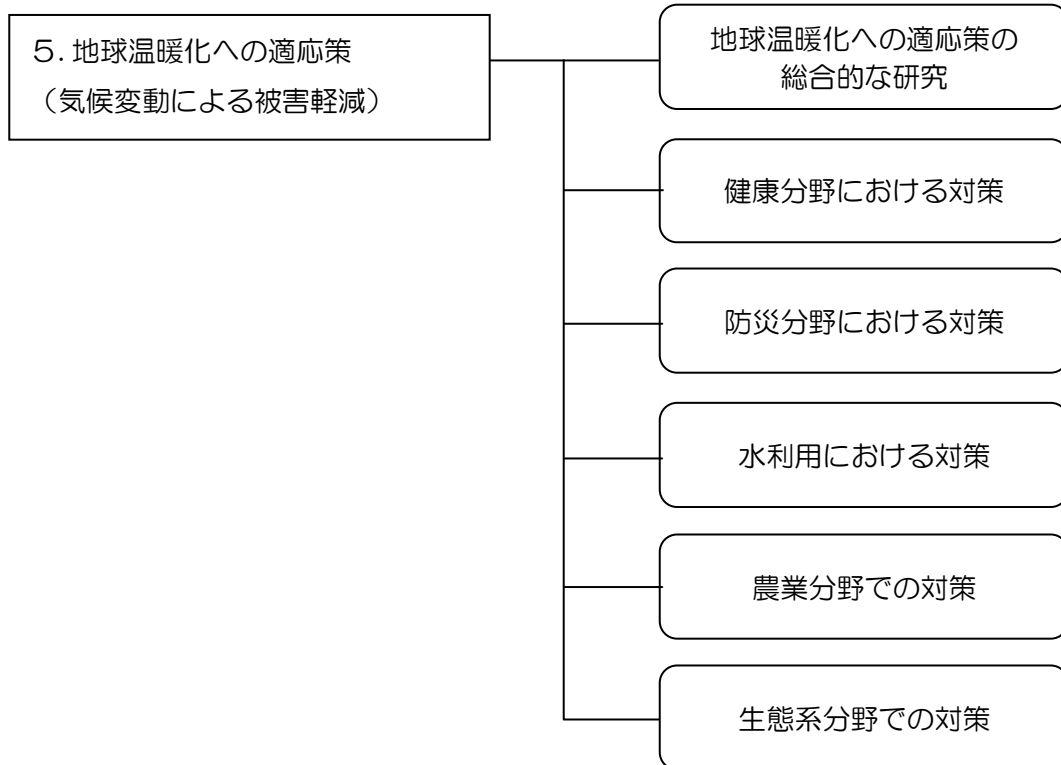 ５. 地球温暖化への適応策
（気候変動による被害軽減）
地球温暖化への適応策の
総合的な研究
健康分野における対策
防災分野における対策
水利用における対策
農業分野での対策
生態系分野での対策